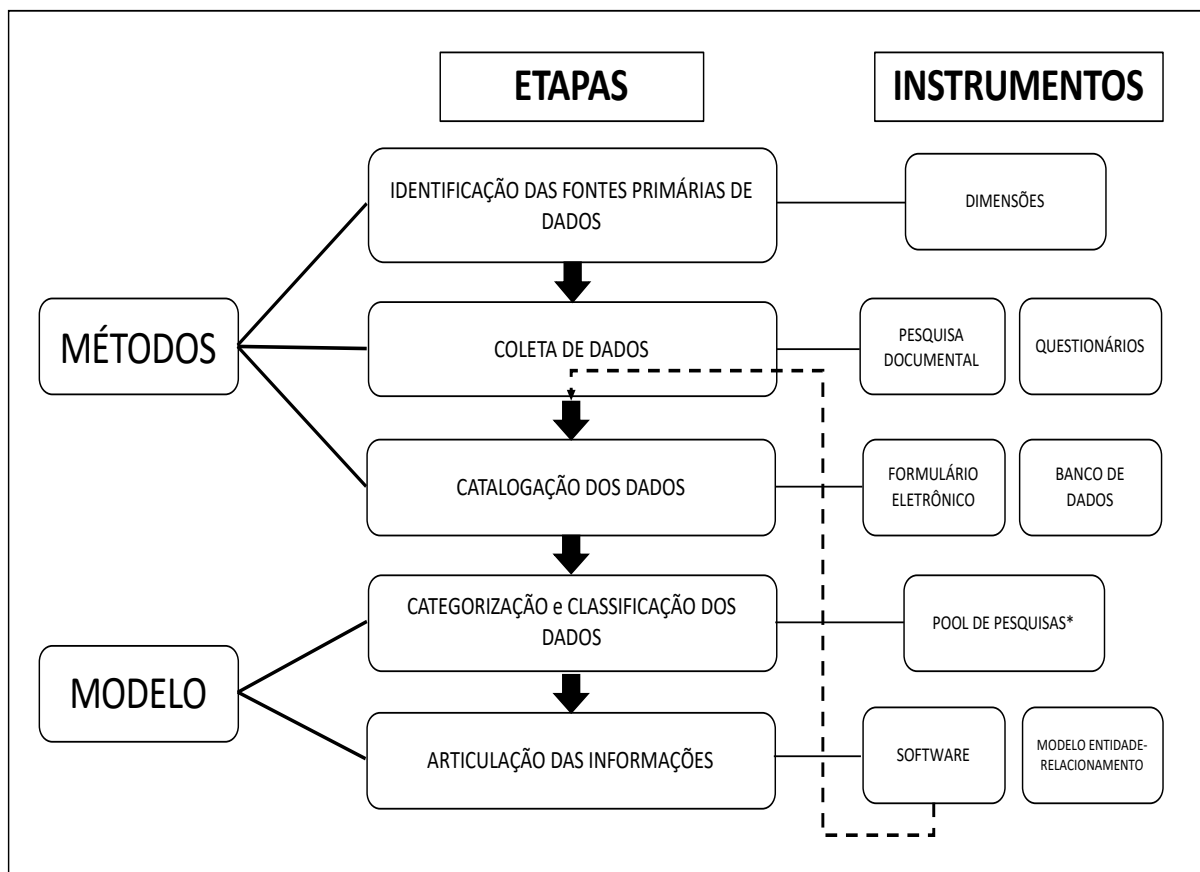 ETAPAS
INSTRUMENTOS
IDENTIFICAÇÃO DAS FONTES PRIMÁRIAS DE
DADOS
DIMENSÕES
MÉTODOS
COLETA DE DADOS
PESQUISA
DOCUMENTAL
QUESTIONÁRIOS
CATALOGAÇÃO DOS DADOS
FORMULÁRIO
ELETRÔNICO
BANCO DE
DADOS
CATEGORIZAÇÃO e CLASSIFICAÇÃO DOS
DADOS
POOL DE PESQUISAS*
MODELO
ARTICULAÇÃO DAS INFORMAÇÕES
SOFTWARE
MODELO ENTIDADE-
RELACIONAMENTO